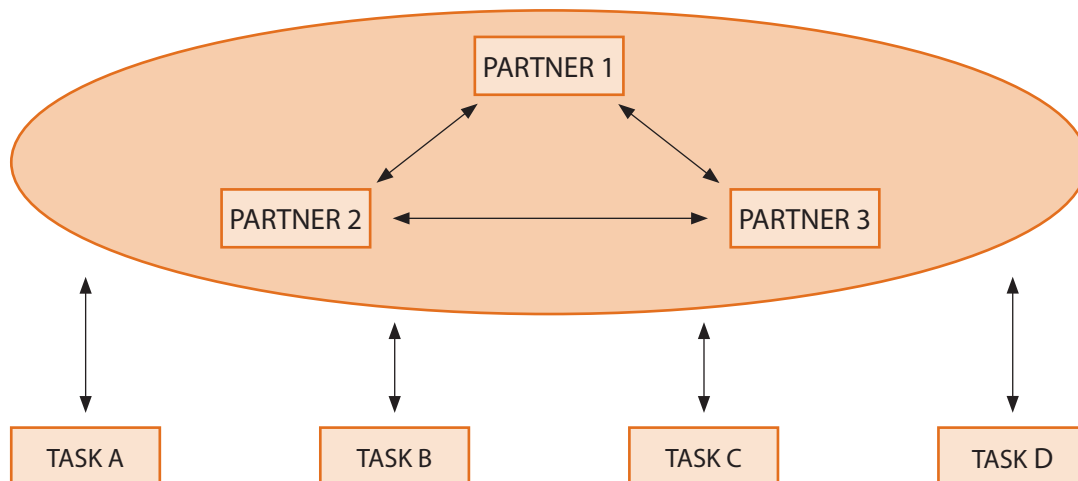 PARTNER 1
PARTNER 2
PARTNER 3
TASK A
TASK B
TASK C
TASK D